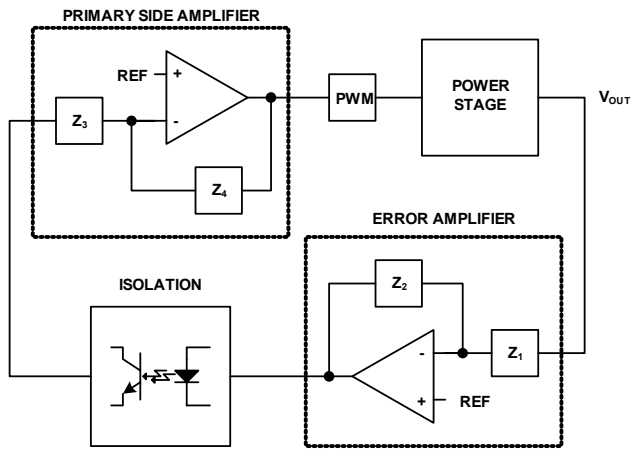 PRIMARY SIDE AMPLIFIER
REF
+
-
Z3
Z4
PWM
POWER
STAGE
VOUT
ERROR AMPLIFIER
ISOLATION
Z2
-
Z1
+
REF